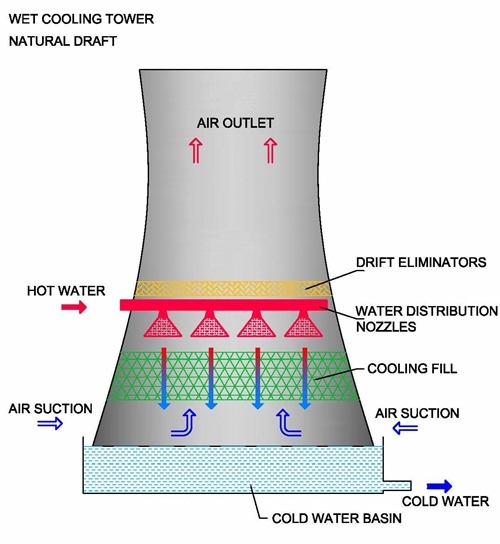 WET COOLING TOWER
NATURAL DRAFT
AIR OUTLET
DRIFT ELIMINATORS
HOT WATER
WATER DISTRIBUTION
NOZZLES
COOLING FILL
AIR SUCTION
AIR SUCTION
COLD WATER
COLD WATER BASIN